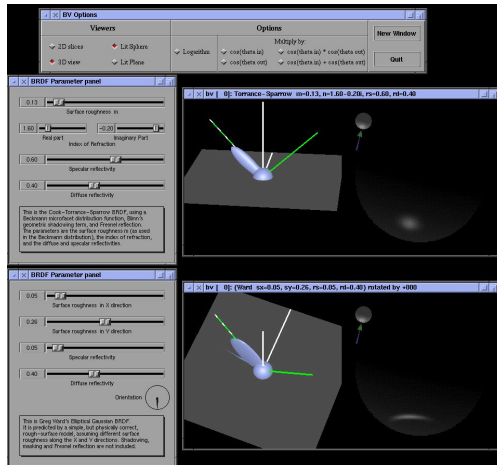 BV Options
Viewers
Options
2D slices
Lit Sphere
3D view
Lit Plane
Logarithm
Multiply by:
cos(theta in)
cos(theta in) * cos(theta out)
cos(theta out)
cos(theta in) + cos(theta out)
New Window
Quit
BRDF Parameter panel
0.13
Surface roughness m
1.60
-0.20
Real part
Imaginary Part
Index of Refraction
0.60
Specular reflectivity
0.40
Diffuse reflectivity
This is the Cook-Torrance-Sparrow BRDF, using a
Beckmann microfacet distribution function, Blinn's
geometric shadowing term, and Fresnel reflection.
The parameters are the surface roughness m (as used
in the Beckmann distribution), the index of refraction,
and the diffuse and specular reflectivities.
bv [ 0]: Torrance-Sparrow m=0.13, n=1.60-0.20i, rs=0.60, rd=0.40
BRDF Parameter panel
0.05
Surface roughness in X direction
0.26
Surface roughness in Y direction
0.05
Specular reflectivity
0.40
Diffuse reflectivity
Orientation
This is Greg Ward's Elliptical Gaussian BRDF.
It is predicted by a simple, but physically correct,
rough-surface model, assuming different surface
roughness along the X and Y directions. Shadowing,
masking and Fresnel reflection are not included.
bv [ 0]: (Ward sx=0.05, sy=0.26, rs=0.05, rd=0.40) rotated by +000